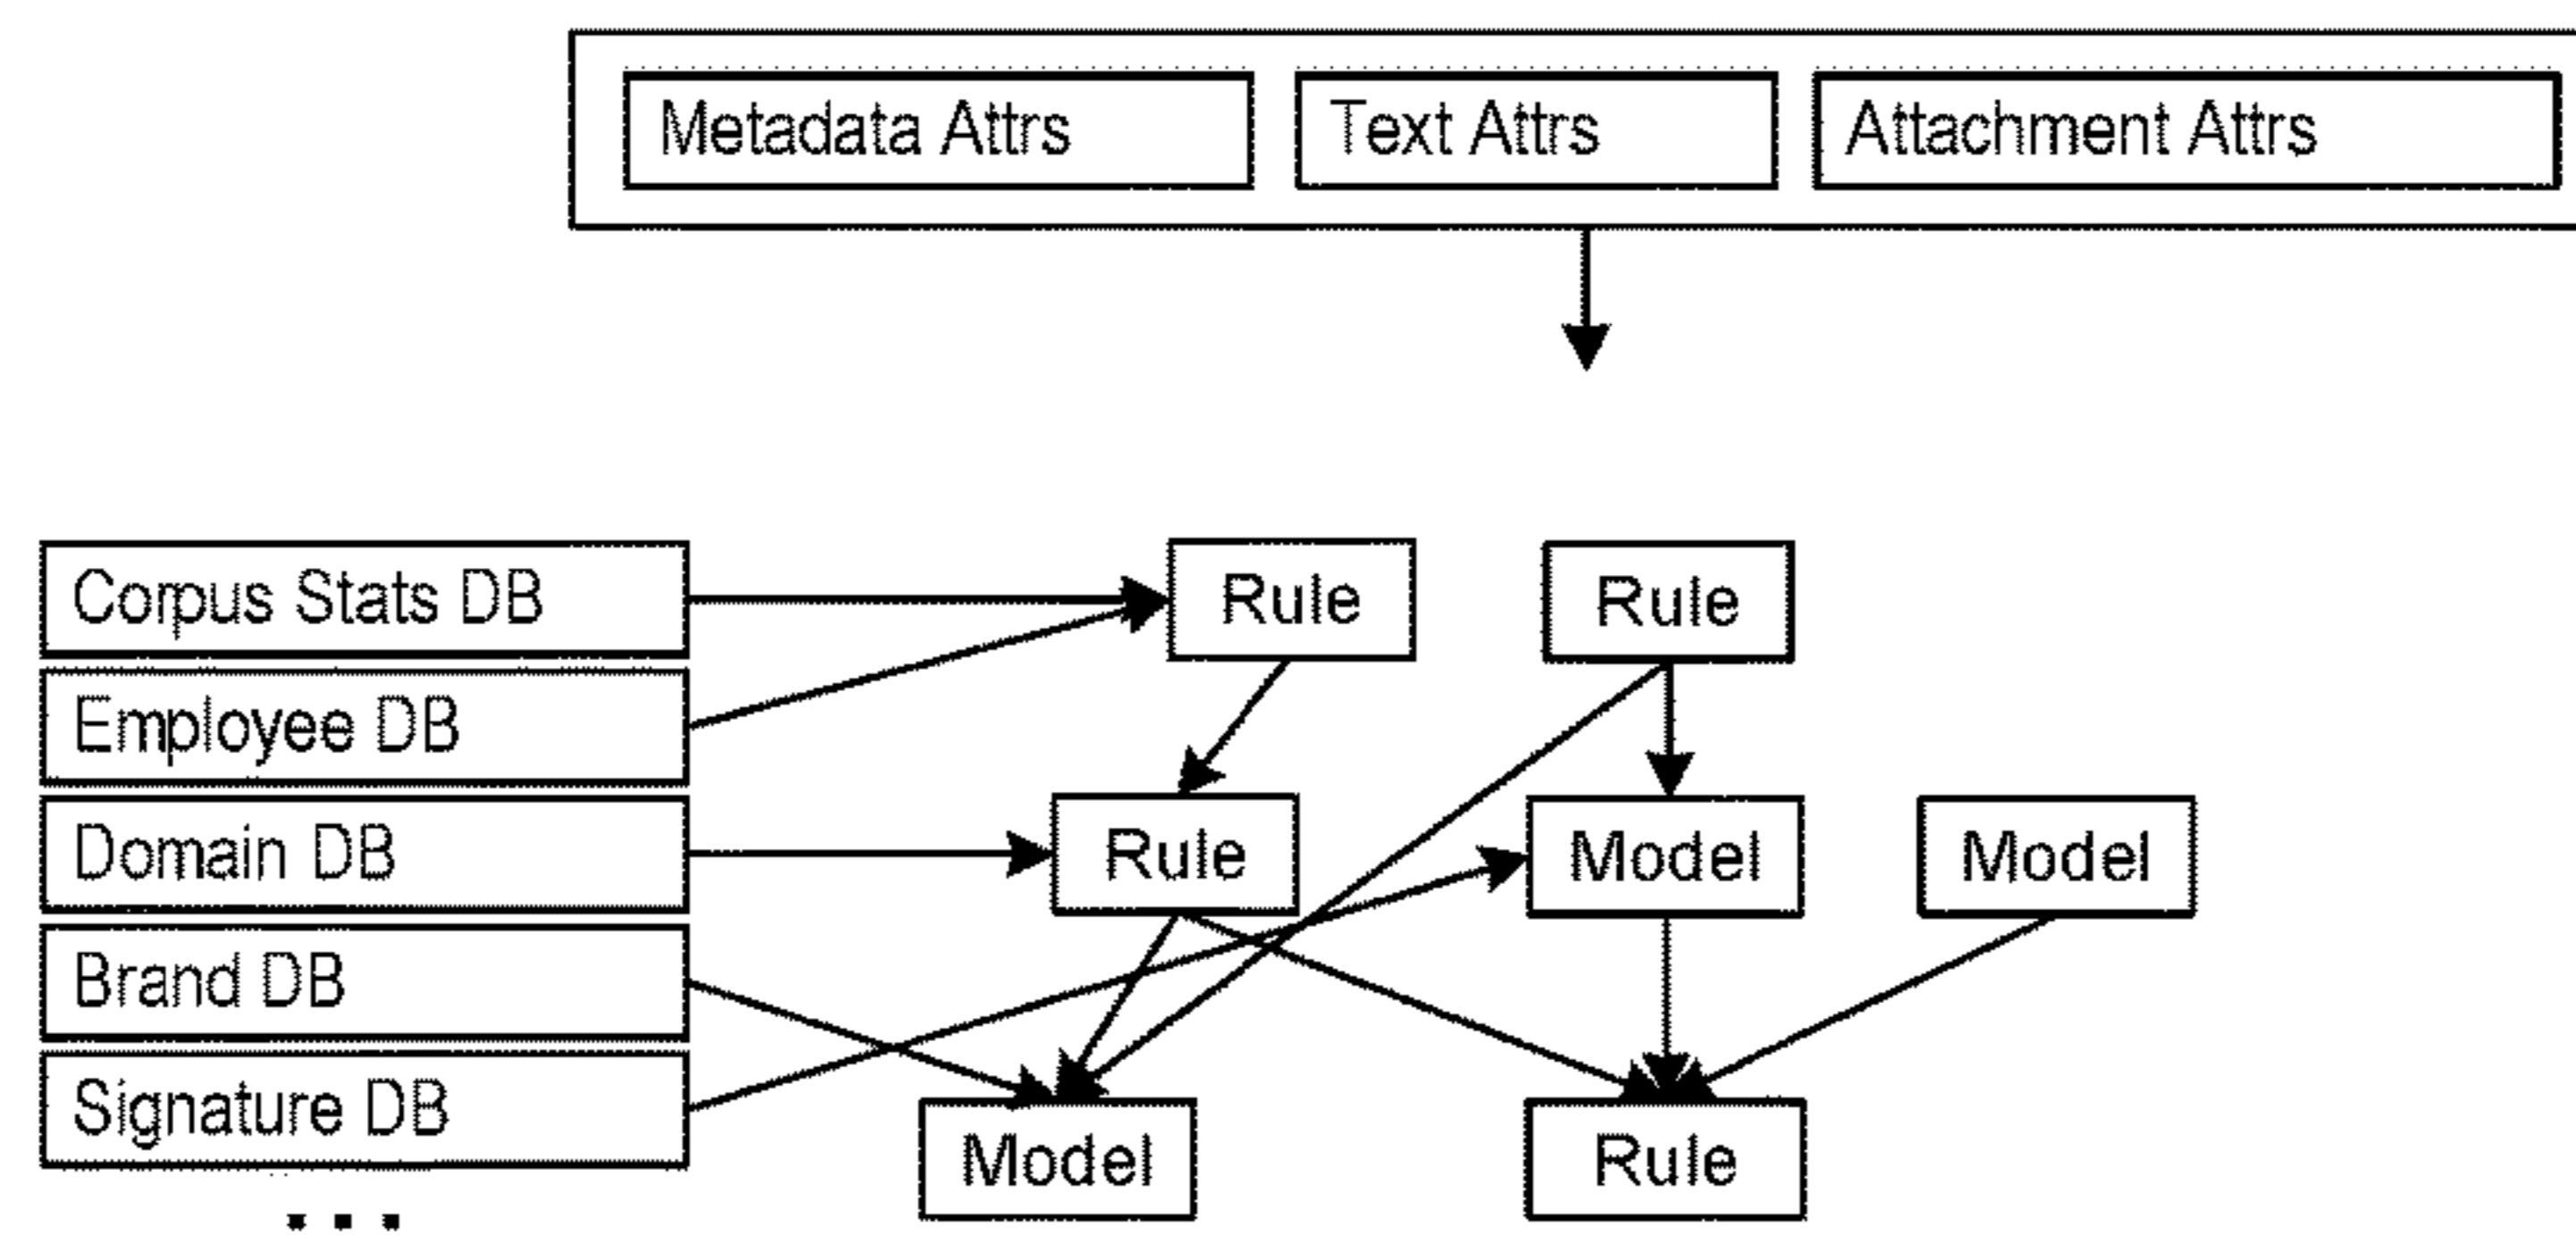 Metadata Attrs
Text Attrs
Attachment Attrs
Corpus Stats DB
Rule
Rule
Employee DB
Domain DB
Rule
Model
Model
Brand DB
Signature DB
Model
Rule
...